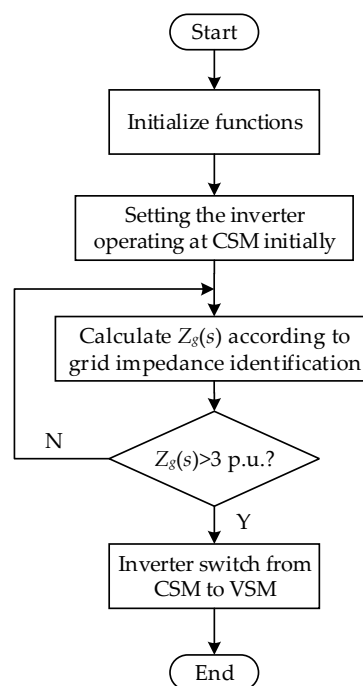 Start
Initialize functions
Setting the inverter
operating at CSM initially
Calculate Zg(s) according to
grid impedance identification
N
Zg(s)>3 p.u.?
Y
Inverter switch from
CSM to VSM
End